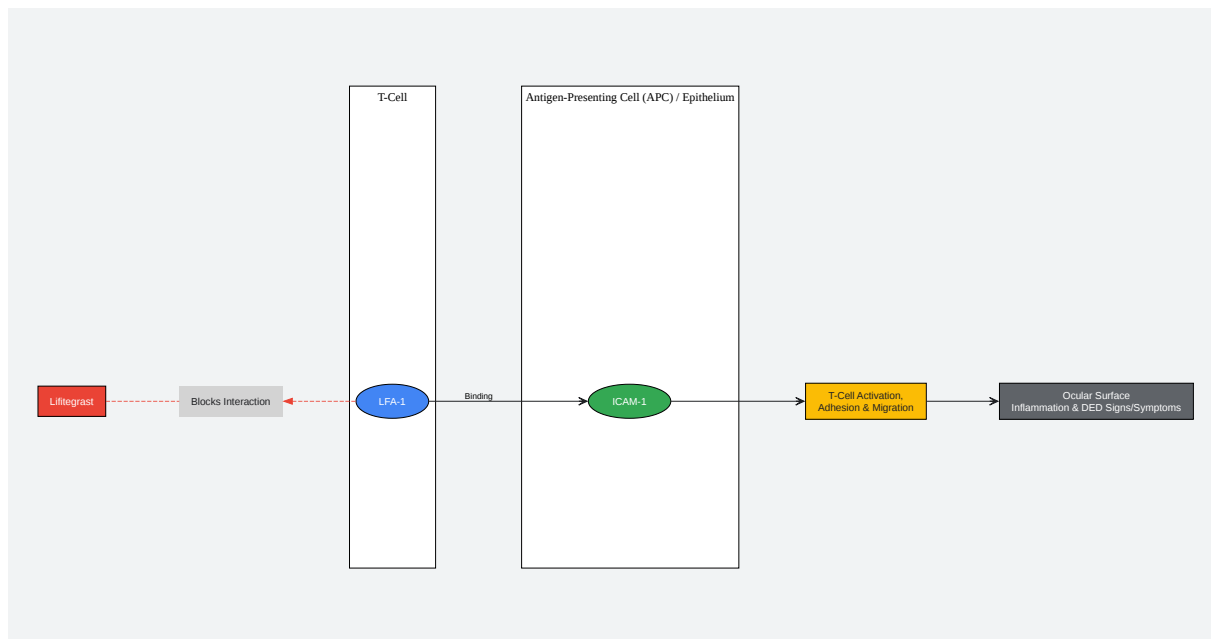 T-Cell
Antigen-Presenting Cell (APC) / Epithelium
Lifitegrast
Blocks Interaction
LFA-1
Binding
ICAM-1
T-Cell Activation,
Adhesion & Migration
Ocular Surface
Inflammation & DED Signs/Symptoms